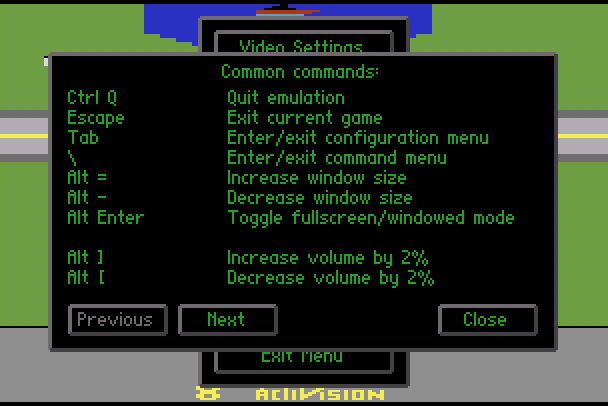 Video Settings
Common commands:
Ctrl Q Quit emulation
Escape Exit current game
Tab Enter/exit configuration menu
\ Enter/exit command menu
Alt = Increase window size
Alt - Decrease window size
Alt Enter Toggle fullscreen/windowed mode
Alt ] Increase volume by 2%
Alt [ Decrease volume by 2%
Previous Next Close
Exit Menu
ACTIVISION